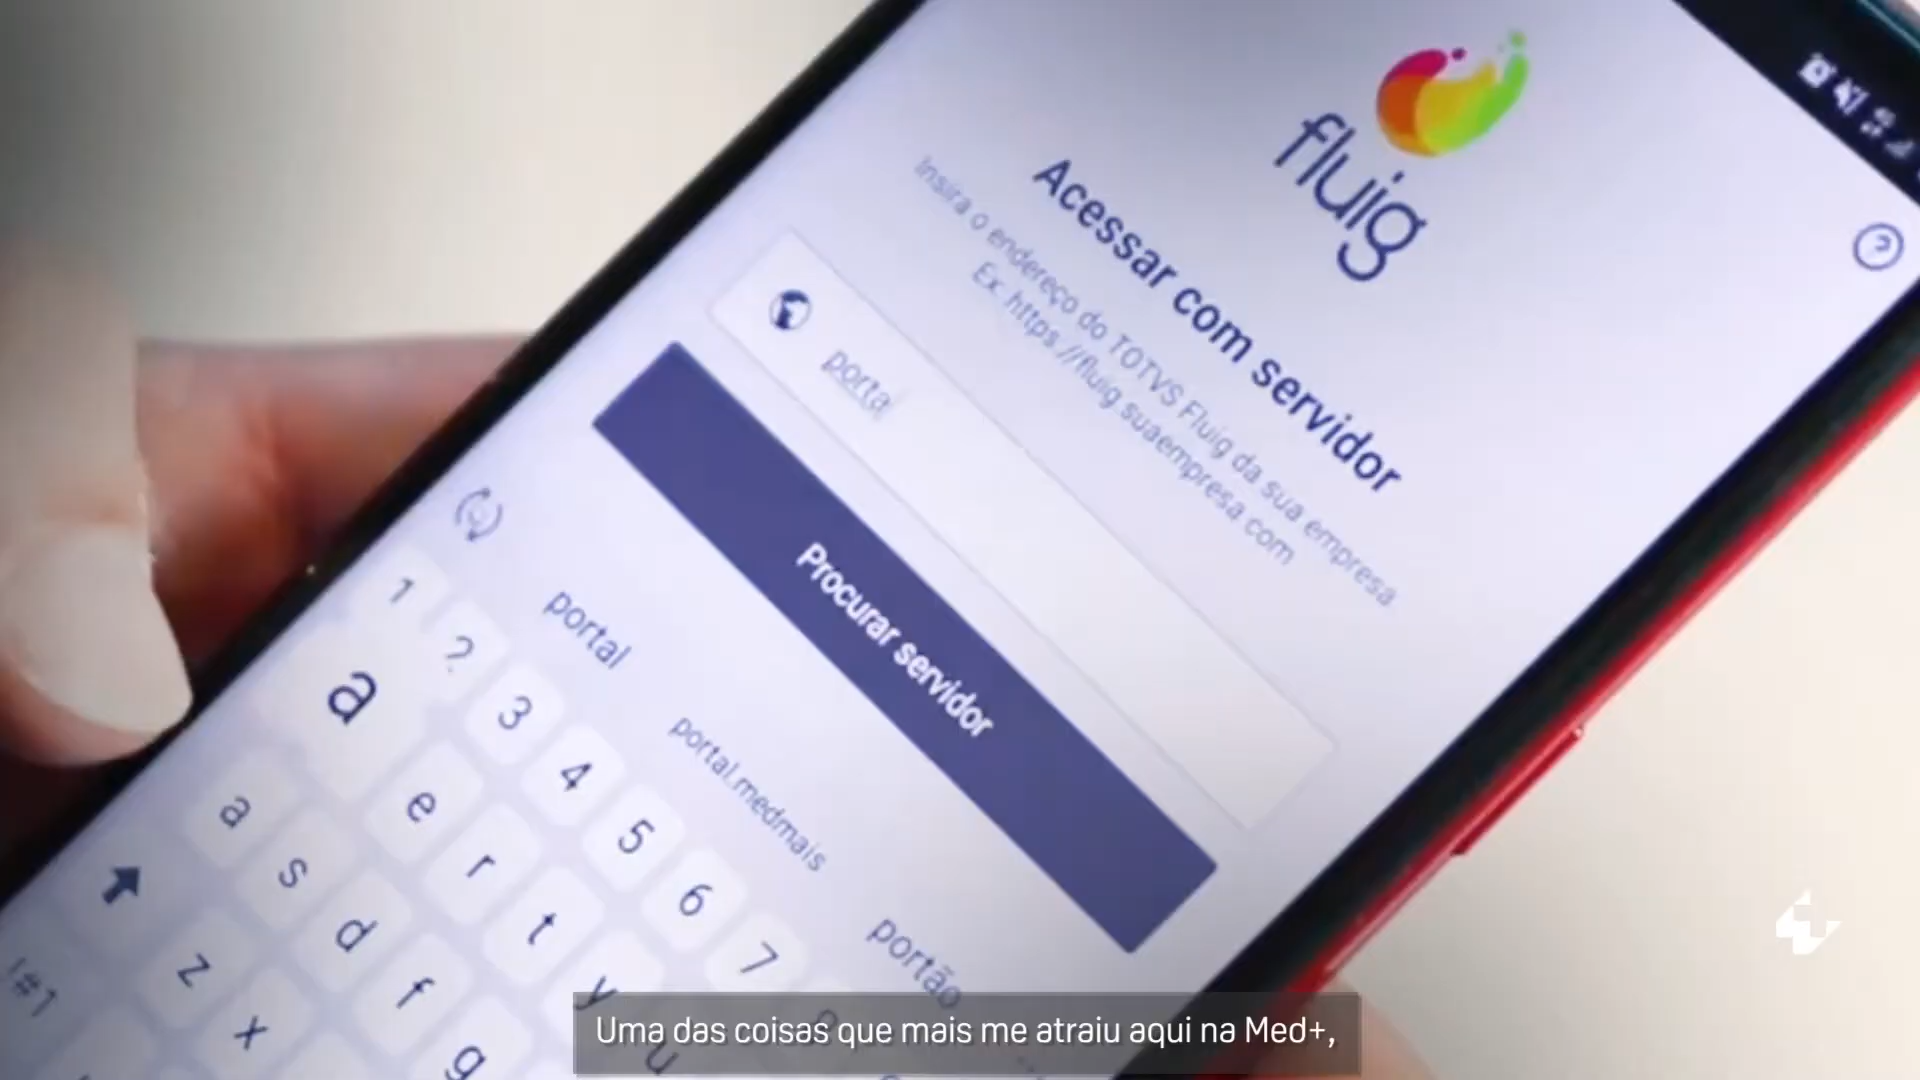 fluig
Acessar com servidor
Insira o endereço do TOTVS Fluig da sua empresa
Ex: https://fluig.suaempresa.com
porta
Procurar servidor
portal
portal.medmais
portão
1 2 3 4 5 6 7
a e r t y u
a s d f g
z x
!#1
Uma das coisas que mais me atraiu aqui na Med+,